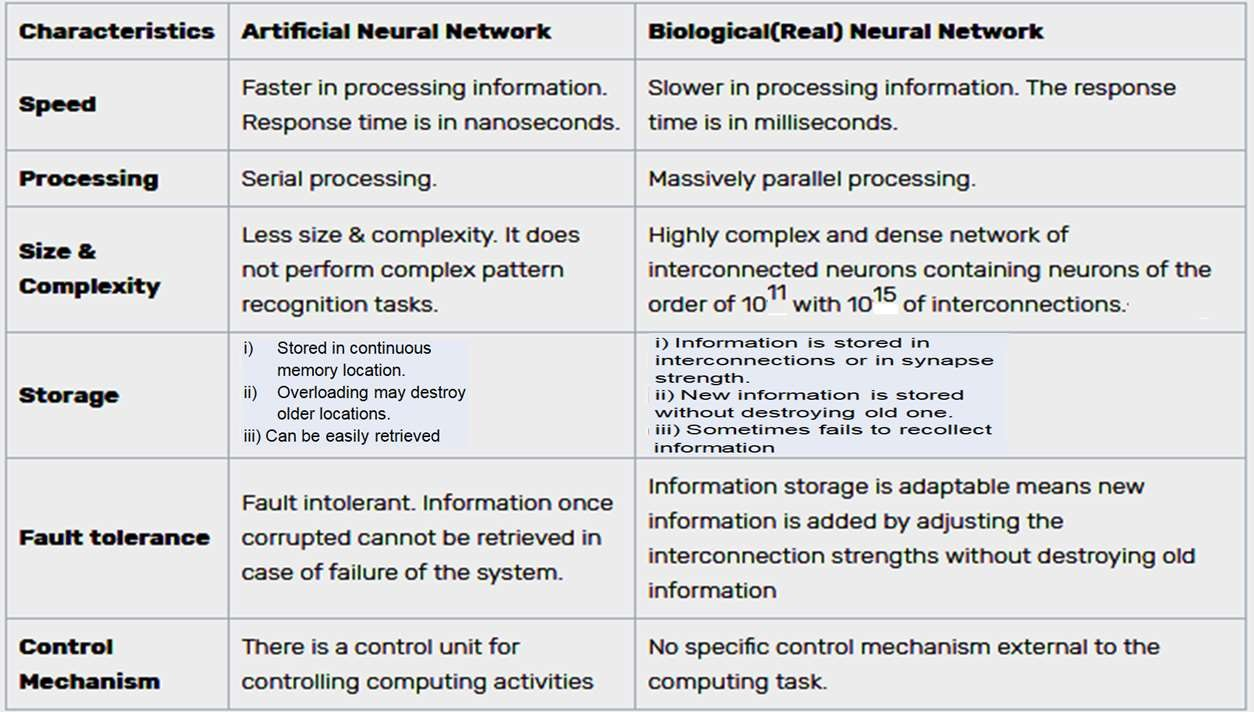 Characteristics
Artificial Neural Network
Biological(Real) Neural Network
Speed
Faster in processing information.
Response time is in nanoseconds.
Slower in processing information. The response
time is in milliseconds.
Processing
Serial processing.
Massively parallel processing.
Size &
Complexity
Less size & complexity. It does
not perform complex pattern
recognition tasks.
Highly complex and dense network of
interconnected neurons containing neurons of the
order of 10^11 with 10^15 of interconnections.
Storage
i) Stored in continuous
memory location.
ii) Overloading may destroy
older locations.
iii) Can be easily retrieved
i) Information is stored in
interconnections or in synapse
strength.
ii) New information is stored
without destroying old one.
iii) Sometimes fails to recollect
information
Fault tolerance
Fault intolerant. Information once
corrupted cannot be retrieved in
case of failure of the system.
Information storage is adaptable means new
information is added by adjusting the
interconnection strengths without destroying old
information
Control
Mechanism
There is a control unit for
controlling computing activities
No specific control mechanism external to the
computing task.